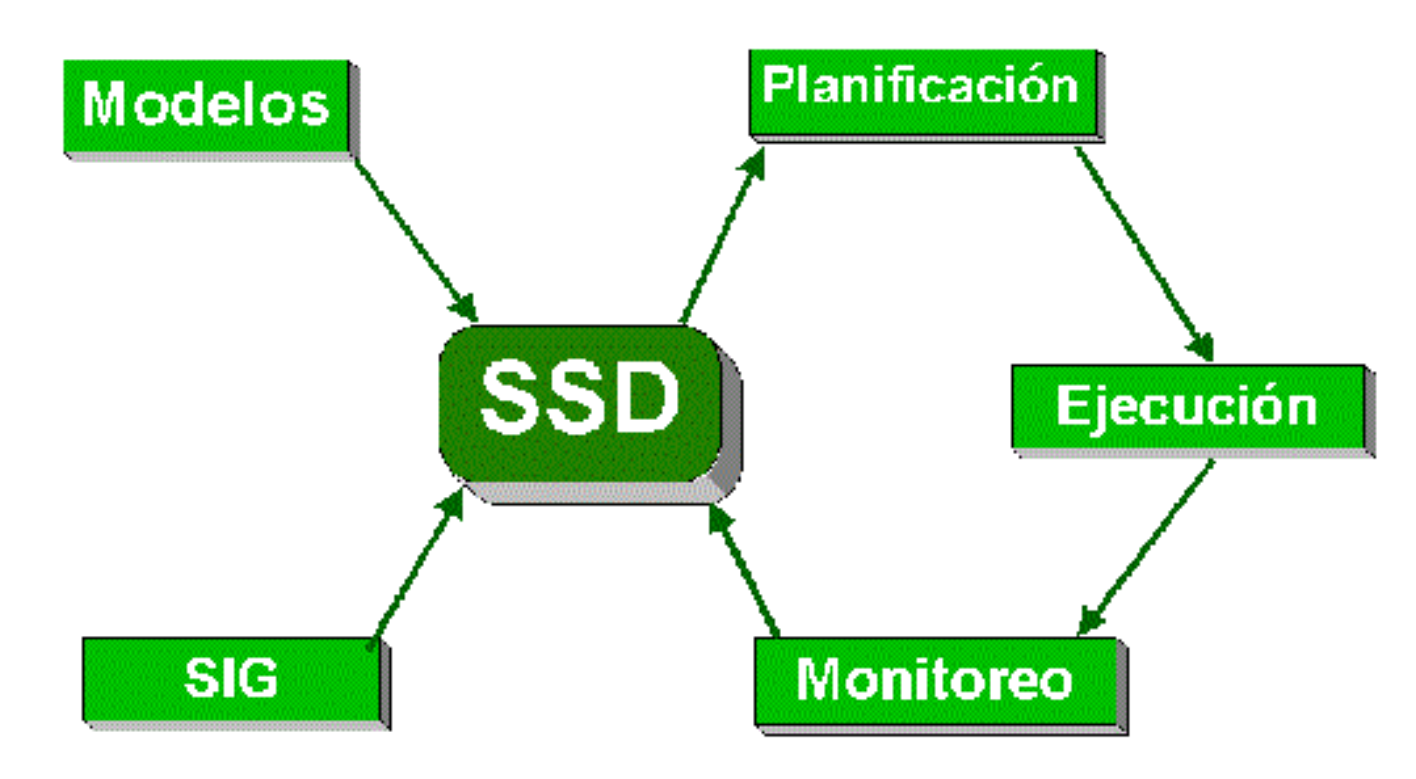 Modelos
Planificación
SSD
Ejecución
SIG
Monitoreo